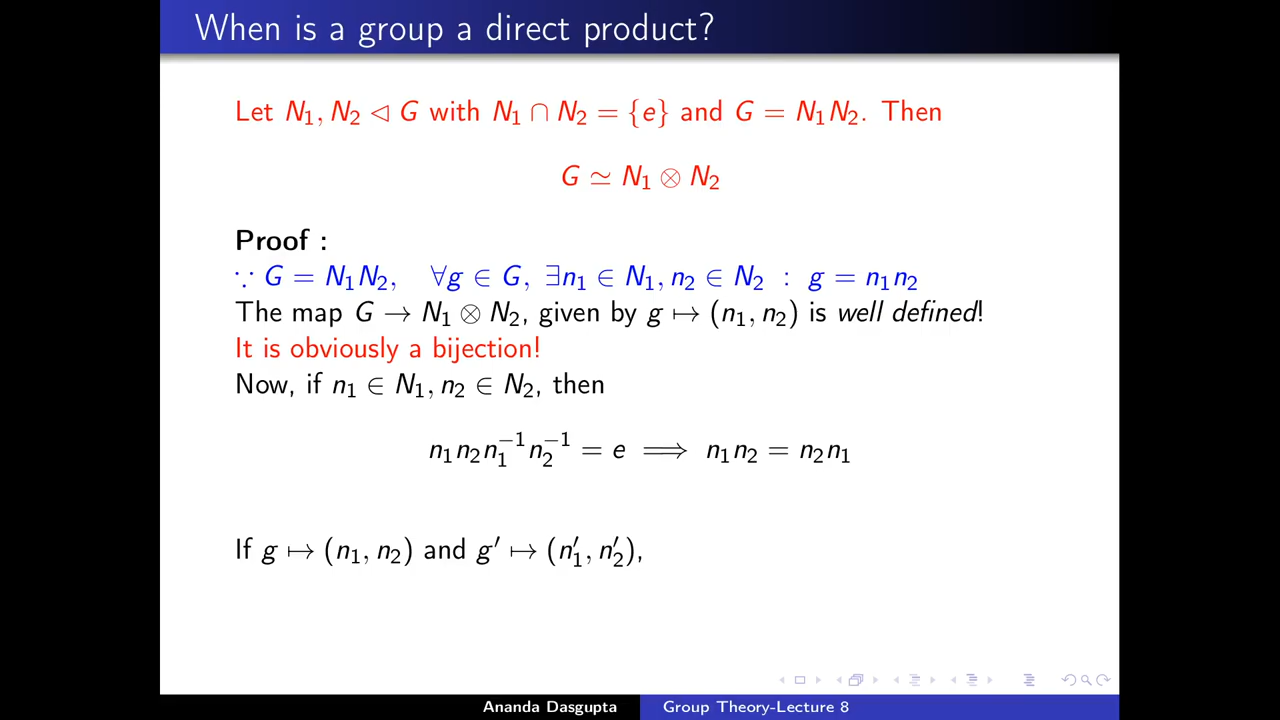 When is a group a direct product?
Let N₁, N₂ ◁ G with N₁ ∩ N₂ = {e} and G = N₁N₂. Then
G ≃ N₁ ⊗ N₂
Proof :
∵ G = N₁N₂, ∀g ∈ G, ∃n₁ ∈ N₁, n₂ ∈ N₂ : g = n₁n₂
The map G → N₁ ⊗ N₂, given by g ↦ (n₁, n₂) is well defined!
It is obviously a bijection!
Now, if n₁ ∈ N₁, n₂ ∈ N₂, then
n₁n₂n₁⁻¹n₂⁻¹ = e ⟹ n₁n₂ = n₂n₁
If g ↦ (n₁, n₂) and g′ ↦ (n′₁, n′₂),
Ananda Dasgupta Group Theory-Lecture 8